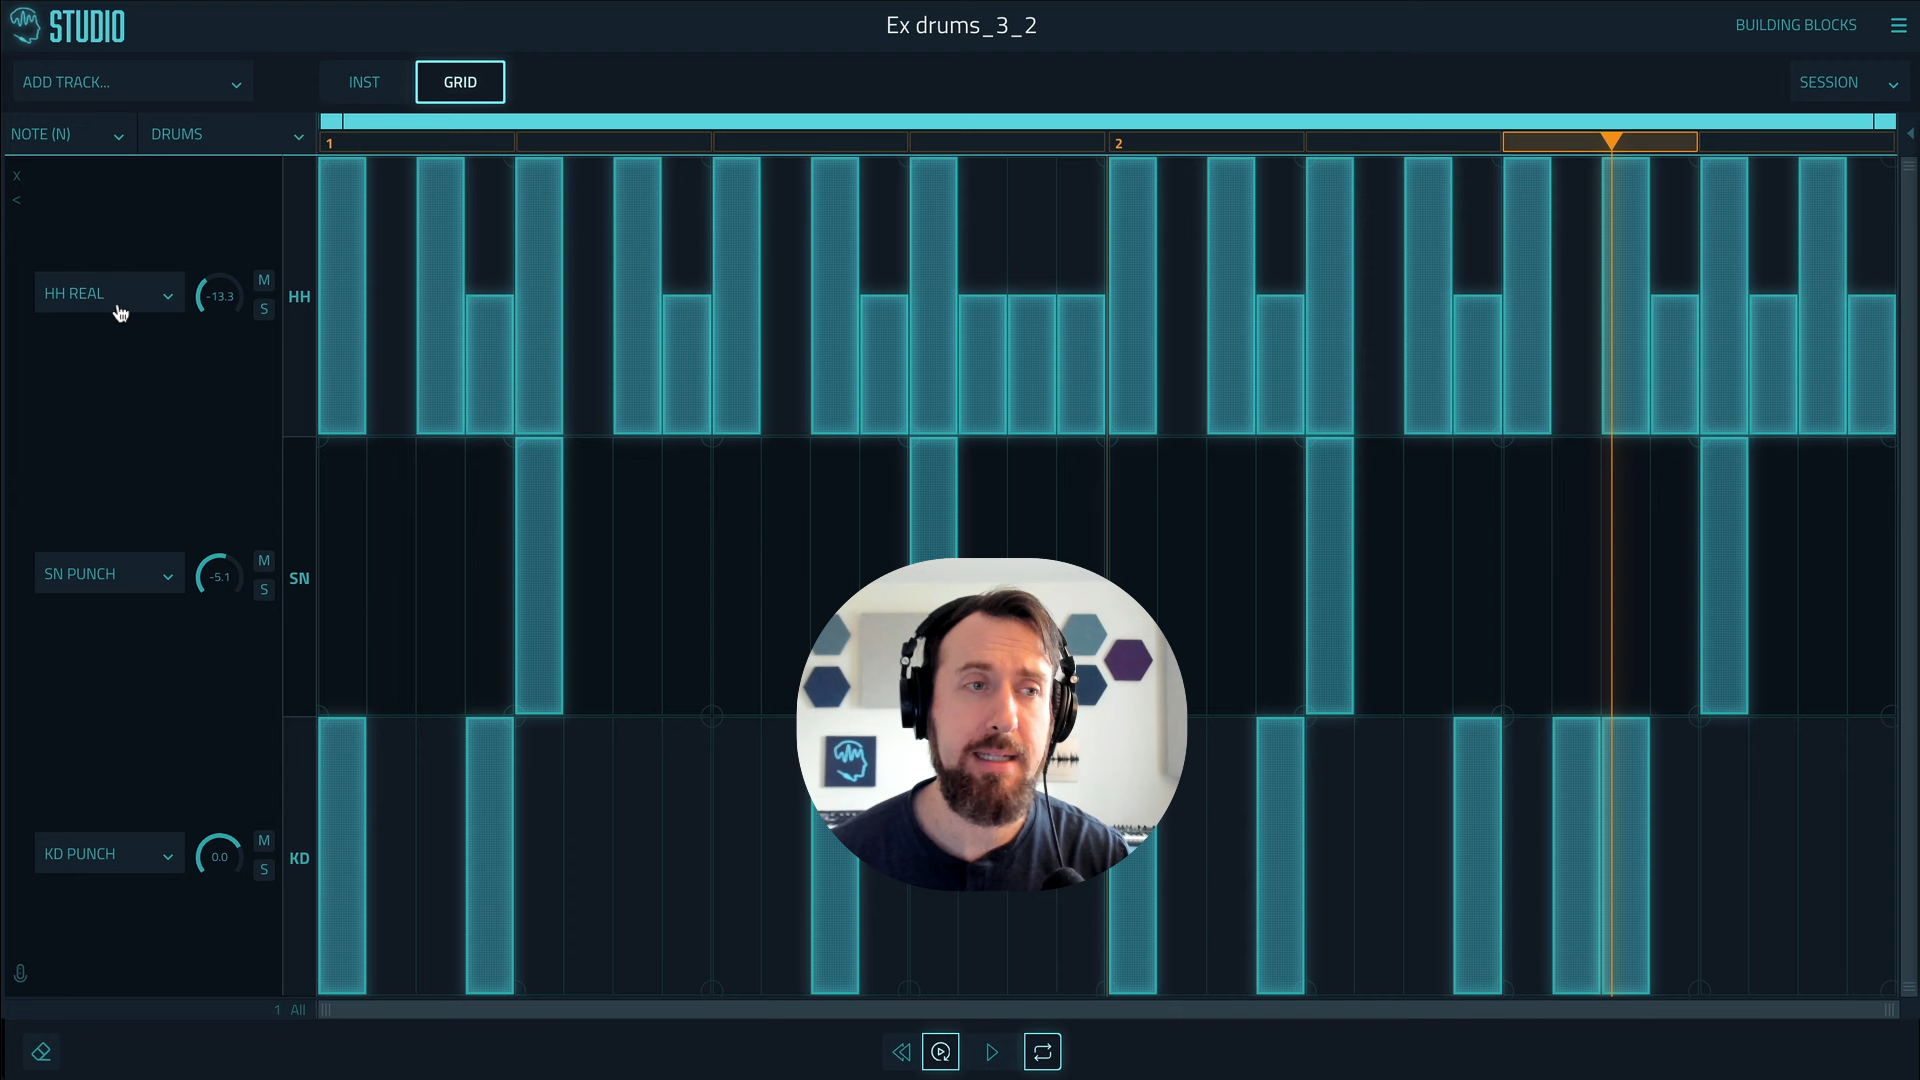 STUDIO
Ex drums_3_2
BUILDING BLOCKS
ADD TRACK...
INST
GRID
SESSION
NOTE (N)
DRUMS
1
2
X
<
HH REAL
-13.3
M
S
HH
SN PUNCH
-5.1
M
S
SN
KD PUNCH
0.0
M
S
KD
1 All